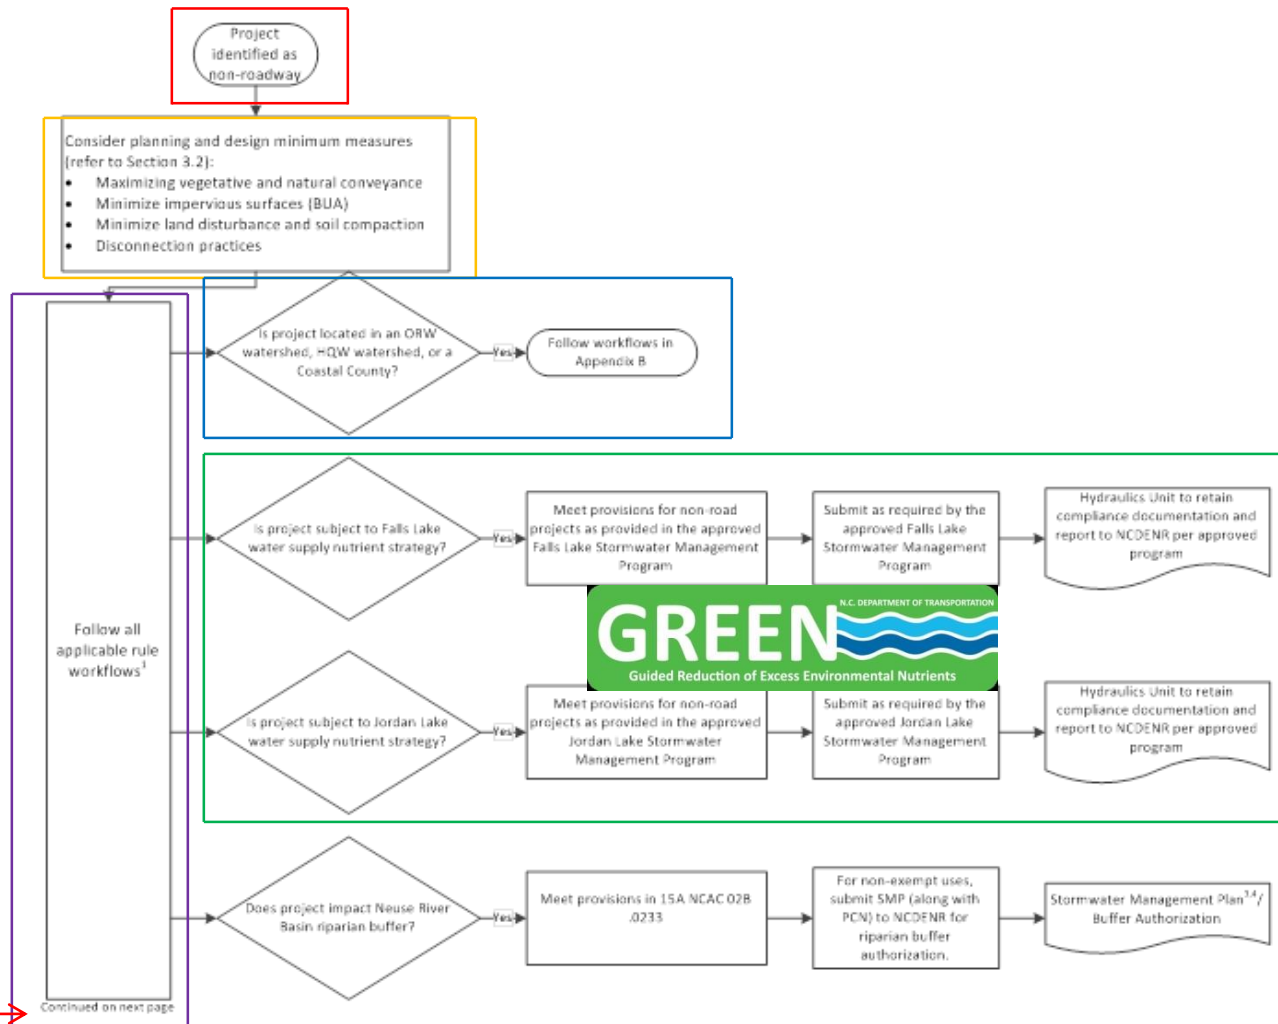 Project
identified as
non-roadway
Consider planning and design minimum measures
(refer to Section 3.2):
• Maximizing vegetative and natural conveyance
• Minimize impervious surfaces (BUA)
• Minimize land disturbance and soil compaction
• Disconnection practices
Is project located in an ORW
watershed, HQW watershed, or a
Coastal County?
Yes
Follow workflows in
Appendix B
Is project subject to Falls Lake
water supply nutrient strategy?
Yes
Meet provisions for non-road
projects as provided in the approved
Falls Lake Stormwater Management
Program
Submit as required by the
approved Falls Lake
Stormwater Management
Program
Hydraulics Unit to retain
compliance documentation and
report to NCDENR per approved
program
N.C. DEPARTMENT OF TRANSPORTATION
GREEN
Guided Reduction of Excess Environmental Nutrients
Follow all
applicable rule
workflows¹
Is project subject to Jordan Lake
water supply nutrient strategy?
Yes
Meet provisions for non-road
projects as provided in the approved
Jordan Lake Stormwater
Management Program
Submit as required by the
approved Jordan Lake
Stormwater Management
Program
Hydraulics Unit to retain
compliance documentation and
report to NCDENR per approved
program
Does project impact Neuse River
Basin riparian buffer?
Yes
Meet provisions in 15A NCAC 02B
.0233
For non-exempt uses,
submit SMP (along with
PCN) to NCDENR for
riparian buffer
authorization.
Stormwater Management Plan³,⁴/
Buffer Authorization
Continued on next page